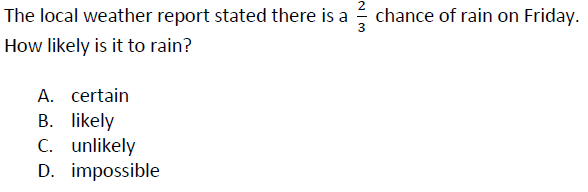 The local weather report stated there is a 2/3 chance of rain on Friday.
How likely is it to rain?
A. certain
B. likely
C. unlikely
D. impossible